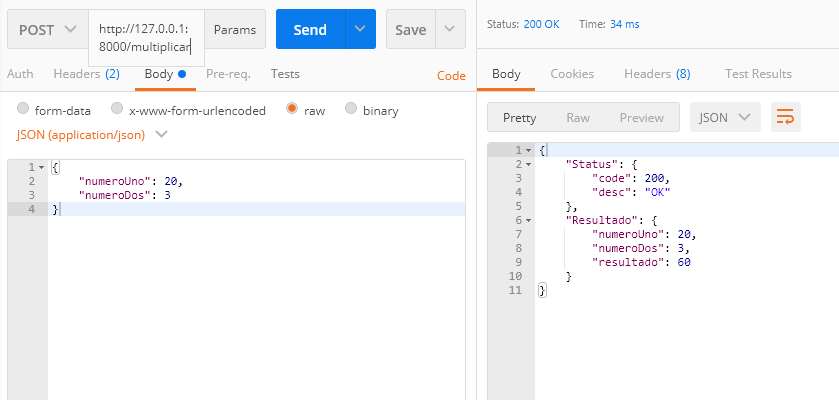 POST http://127.0.0.1:8000/multiplicar Params Send Save
Auth Headers (2) Body Pre-req. Tests Code
form-data x-www-form-urlencoded raw binary
JSON (application/json)
1 {
2 "numeroUno": 20,
3 "numeroDos": 3
4 }
Status: 200 OK Time: 34 ms
Body Cookies Headers (8) Test Results
Pretty Raw Preview JSON
1 {
2 "Status": {
3 "code": 200,
4 "desc": "OK"
5 },
6 "Resultado": {
7 "numeroUno": 20,
8 "numeroDos": 3,
9 "resultado": 60
10 }
11 }